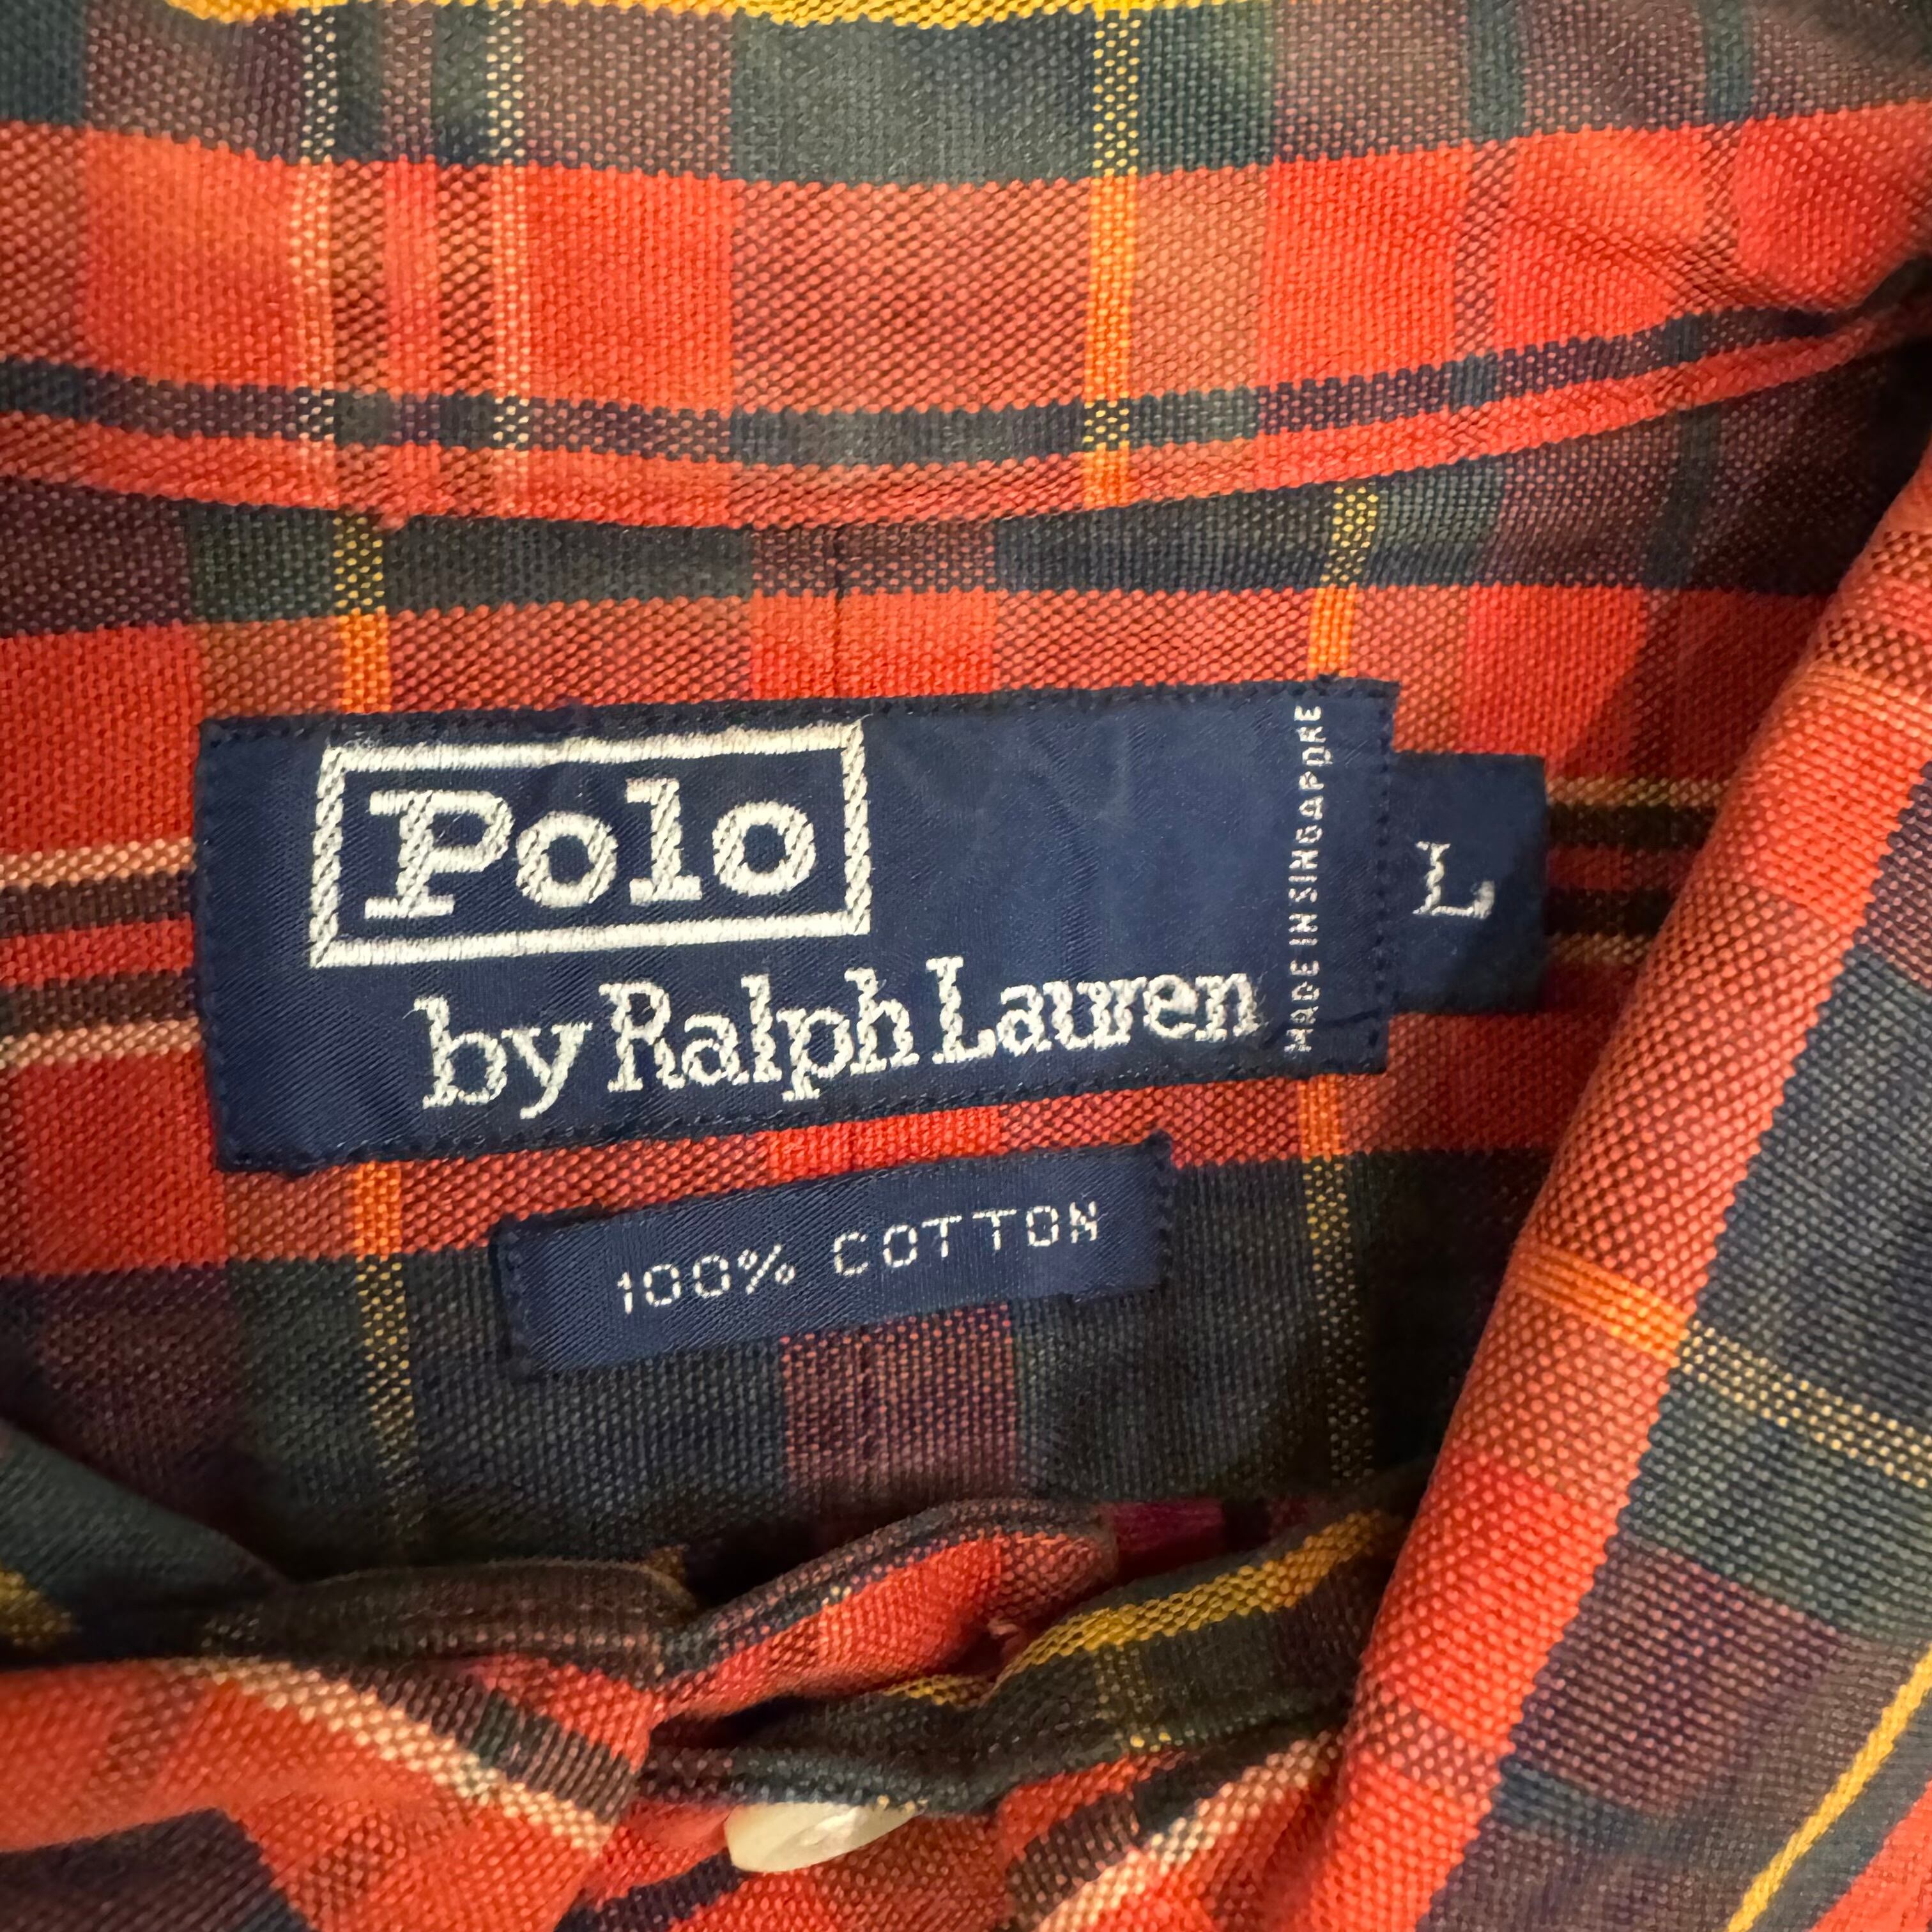 Polo
by Ralph Lauren
MADE IN SINGAPORE
L
100% COTTON